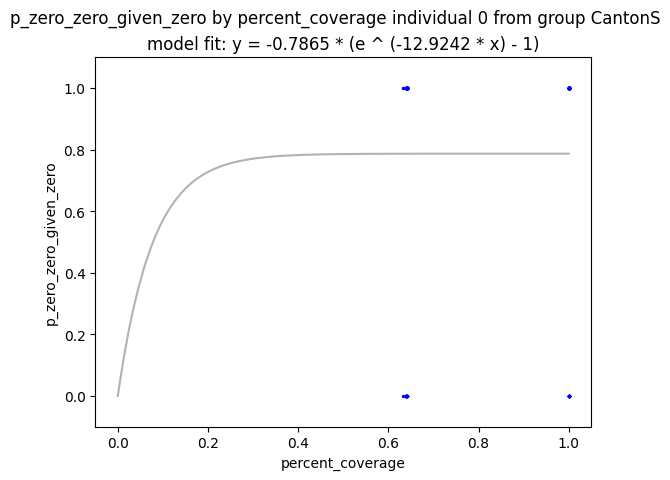 p_zero_zero_given_zero by percent_coverage individual 0 from group CantonS
model fit: y = -0.7865 * (e ^ (-12.9242 * x) - 1)
p_zero_zero_given_zero
1.0
0.8
0.6
0.4
0.2
0.0
0.0 0.2 0.4 0.6 0.8 1.0
percent_coverage